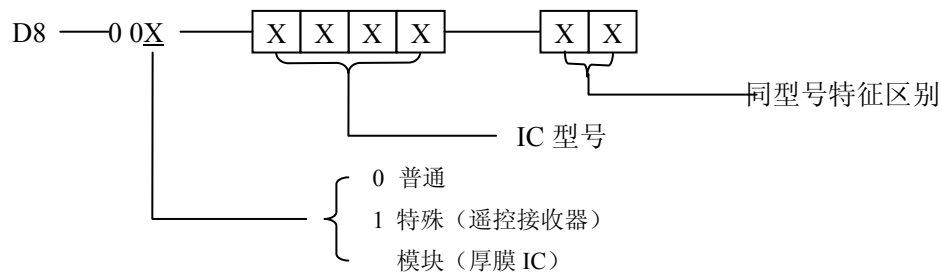 D8 0 0X X X X X X X
同型号特征区别
IC 型号
0 普通
1 特殊（遥控接收器）
模块（厚膜 IC）